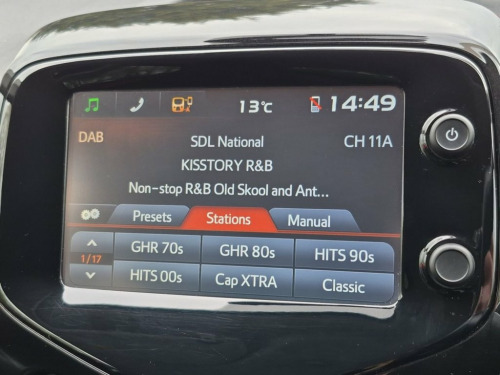 13°C 14:49
DAB SDL National CH 11A
KISSTORY R&B
Non-stop R&B Old Skool and Ant...
Presets Stations Manual
GHR 70s GHR 80s HITS 90s
1/17
HITS 00s Cap XTRA Classic